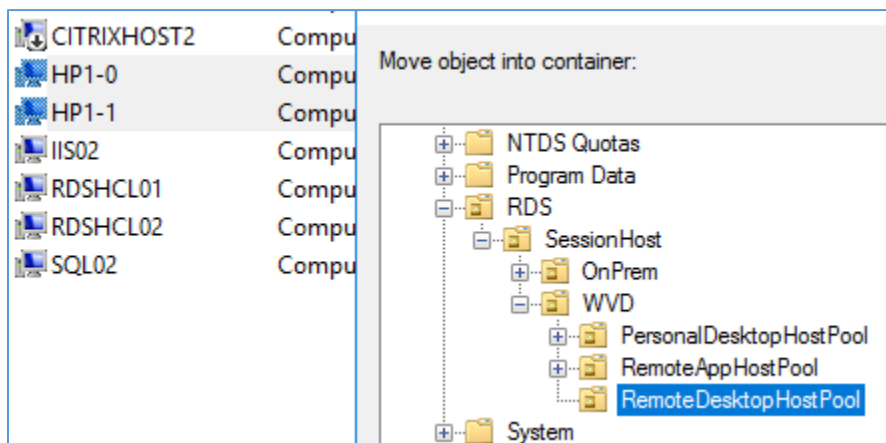 CITRIXHOST2 Compu
HP1-0 Compu
HP1-1 Compu
IIS02 Compu
RDSHCL01 Compu
RDSHCL02 Compu
SQL02 Compu
Move object into container:
NTDS Quotas
Program Data
RDS
SessionHost
OnPrem
WVD
PersonalDesktopHostPool
RemoteAppHostPool
RemoteDesktopHostPool
System